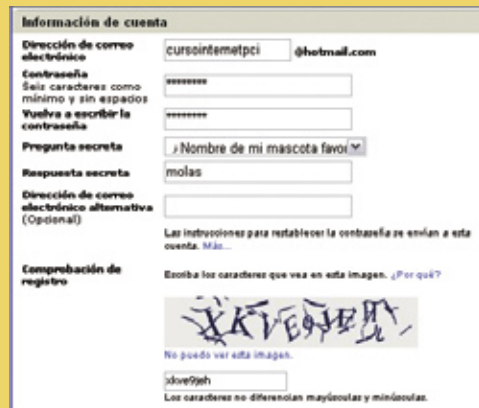 Información de cuenta
Dirección de correo
electrónico
cursointernetpci @hotmail.com
Contraseña
Seis caracteres como
mínimo y sin espacios
********
Vuelva a escribir la
contraseña
********
Pregunta secreta
¿Nombre de mi mascota favor
Respuesta secreta
molas
Dirección de correo
electrónico alternativa
(Opcional)
Las instrucciones para restablecer la contraseña se envían a esta
cuenta. Más...
Comprobación de
registro
Escriba los caracteres que vea en esta imagen. ¿Por qué?
XKVE9JEH
No puedo ver esta imagen.
xkve9jeh
Los caracteres no diferencian mayúsculas y minúsculas.